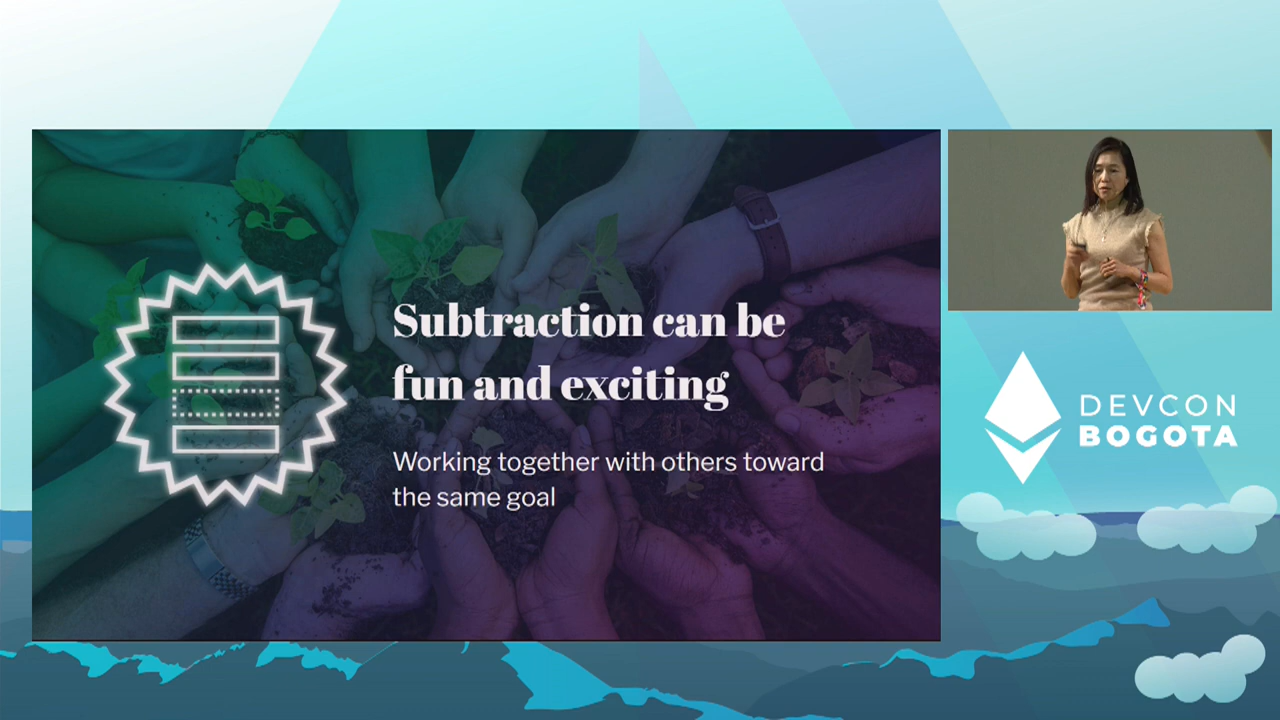 Subtraction can be
fun and exciting
Working together with others toward
the same goal
DEVCON
BOGOTA